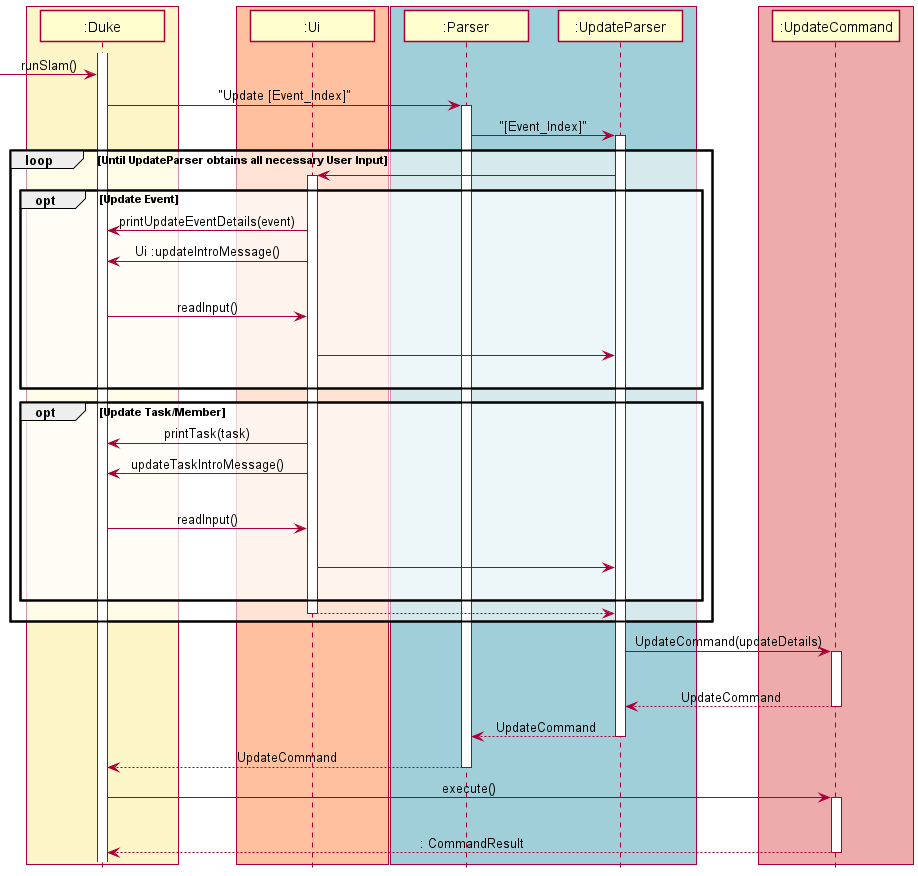 :Duke
:Ui
:Parser
:UpdateParser
:UpdateCommand
runSlam()
"Update [Event_Index]"
"[Event_Index]"
loop
[Until UpdateParser obtains all necessary User Input]
opt
[Update Event]
printUpdateEventDetails(event)
Ui :updateIntroMessage()
readInput()
opt
[Update Task/Member]
printTask(task)
updateTaskIntroMessage()
readInput()
UpdateCommand(updateDetails)
UpdateCommand
UpdateCommand
UpdateCommand
execute()
: CommandResult